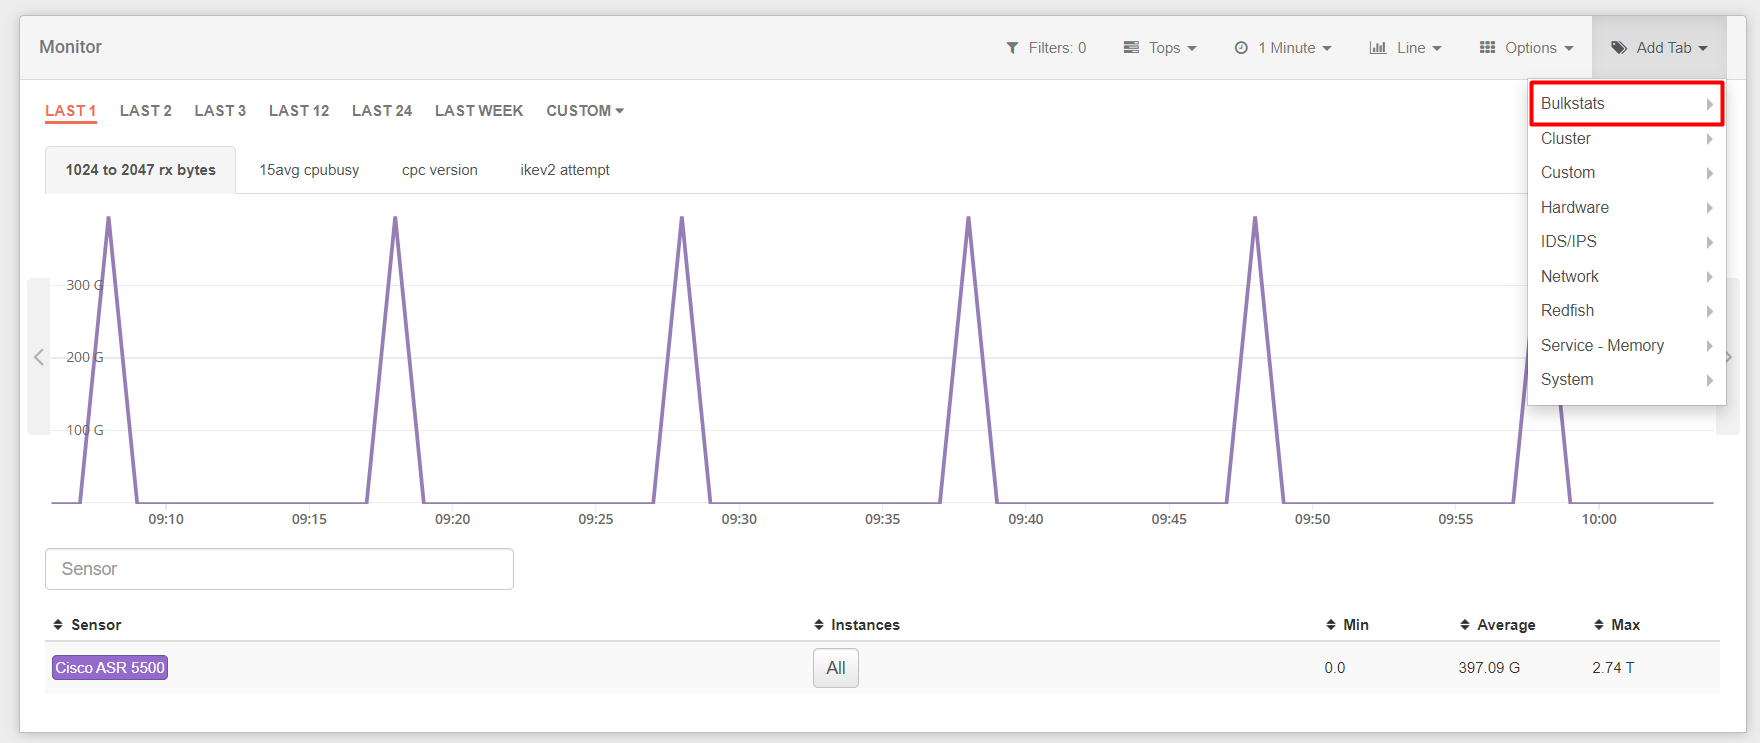 Monitor
Filters: 0
Tops
1 Minute
Line
Options
Add Tab
LAST 1
LAST 2
LAST 3
LAST 12
LAST 24
LAST WEEK
CUSTOM
Bulkstats
Cluster
Custom
Hardware
IDS/IPS
Network
Redfish
Service - Memory
System
1024 to 2047 rx bytes
15avg cpubusy
cpc version
ikev2 attempt
300 G
200 G
100 G
09:10
09:15
09:20
09:25
09:30
09:35
09:40
09:45
09:50
09:55
10:00
Sensor
Sensor
Instances
Min
Average
Max
Cisco ASR 5500
All
0.0
397.09 G
2.74 T